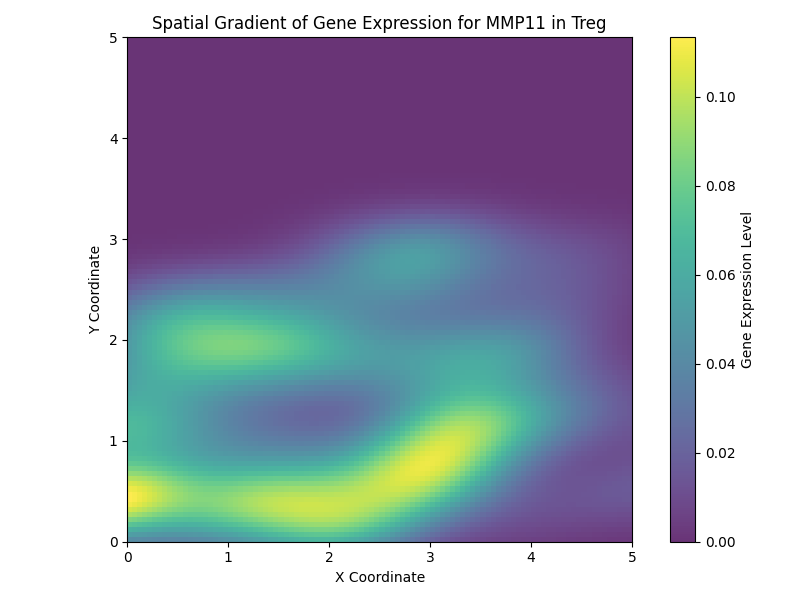 Spatial Gradient of Gene Expression for MMP11 in Treg
5
4
3
2
1
0
Y Coordinate
0 1 2 3 4 5
X Coordinate
0.10
0.08
0.06
0.04
0.02
0.00
Gene Expression Level